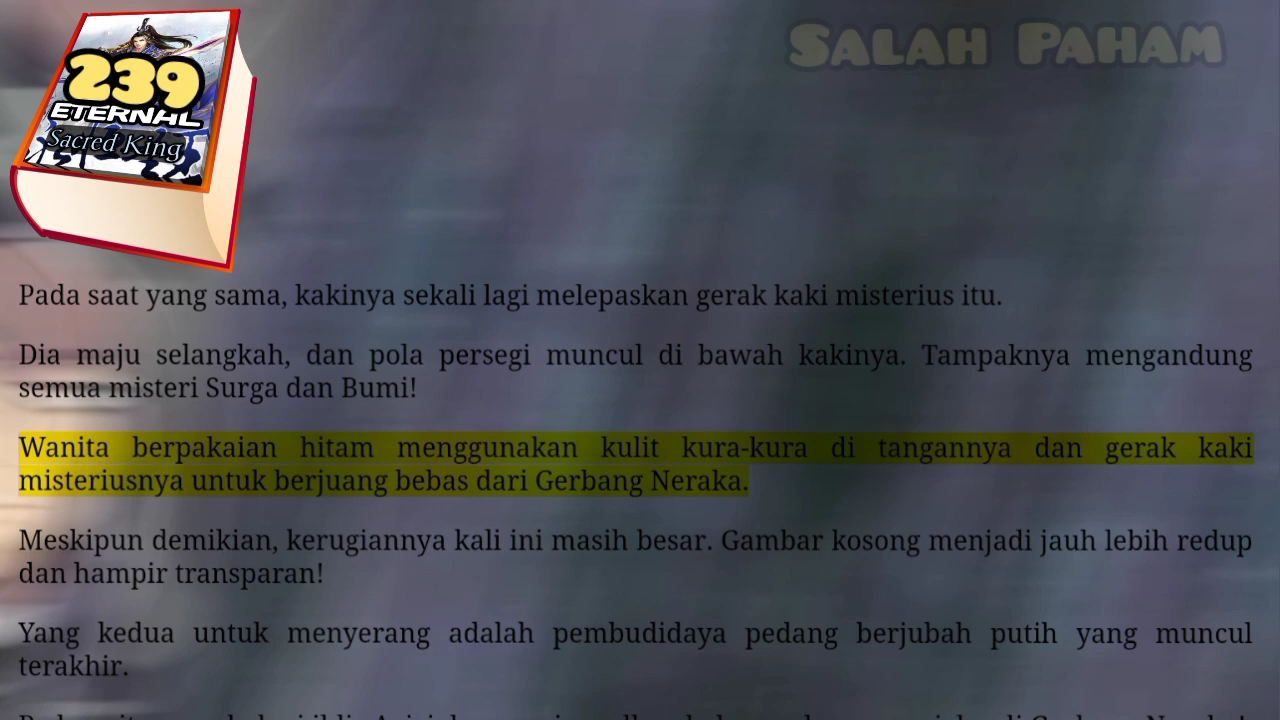 SALAH PAHAM
239
ETERNAL
Sacred King
Pada saat yang sama, kakinya sekali lagi melepaskan gerak kaki misterius itu.
Dia maju selangkah, dan pola persegi muncul di bawah kakinya. Tampaknya mengandung
semua misteri Surga dan Bumi!
Wanita berpakaian hitam menggunakan kulit kura-kura di tangannya dan gerak kaki
misteriusnya untuk berjuang bebas dari Gerbang Neraka.
Meskipun demikian, kerugiannya kali ini masih besar. Gambar kosong menjadi jauh lebih redup
dan hampir transparan!
Yang kedua untuk menyerang adalah pembudidaya pedang berjubah putih yang muncul
terakhir.